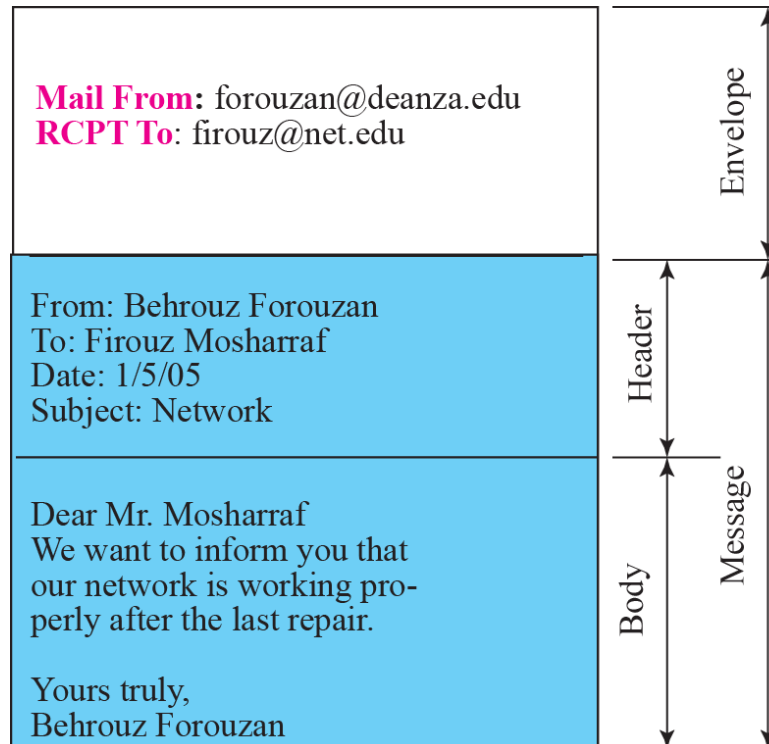 Mail From: forouzan@deanza.edu
RCPT To: firouz@net.edu
Envelope
From: Behrouz Forouzan
To: Firouz Mosharraf
Date: 1/5/05
Subject: Network
Header
Dear Mr. Mosharraf
We want to inform you that
our network is working pro-
perly after the last repair.
Yours truly,
Behrouz Forouzan
Body
Message